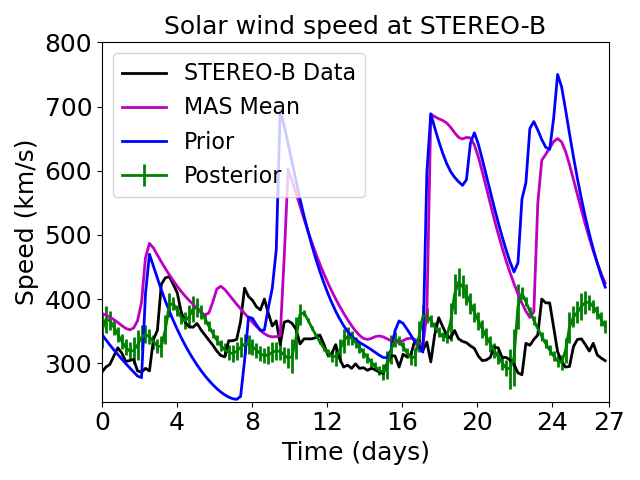 Solar wind speed at STEREO-B
800
700
600
500
400
300
Speed (km/s)
STEREO-B Data
MAS Mean
Prior
Posterior
0 4 8 12 16 20 24 27
Time (days)